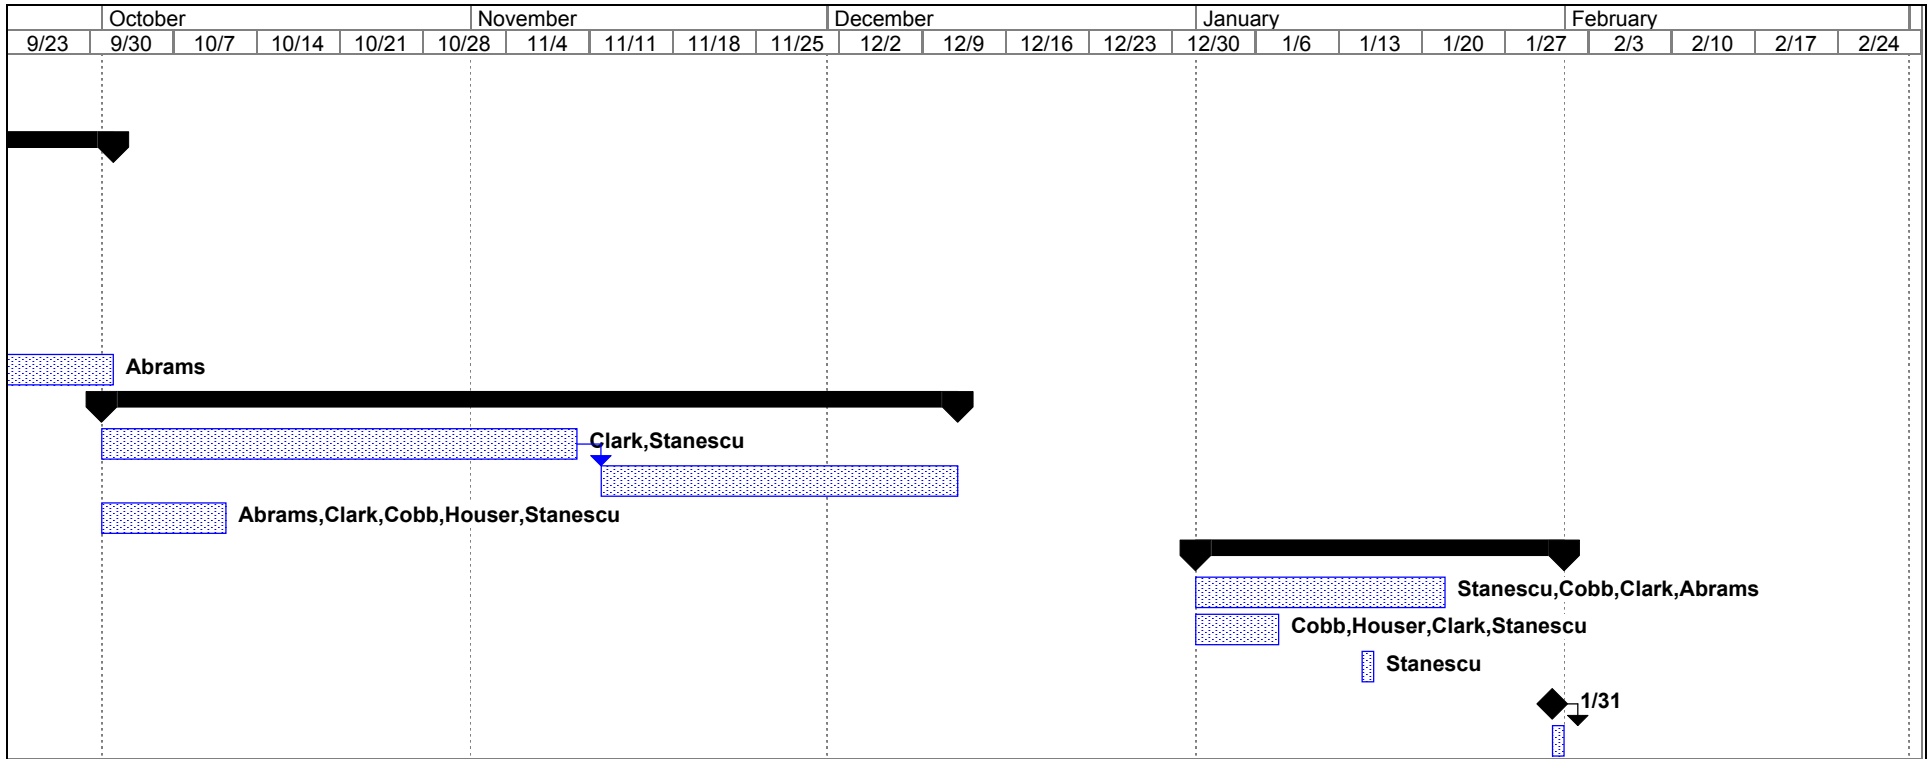 October November December January February
9/23 9/30 10/7 10/14 10/21 10/28 11/4 11/11 11/18 11/25 12/2 12/9 12/16 12/23 12/30 1/6 1/13 1/20 1/27 2/3 2/10 2/17 2/24
Abrams
Clark,Stanescu
Abrams,Clark,Cobb,Houser,Stanescu
Stanescu,Cobb,Clark,Abrams
Cobb,Houser,Clark,Stanescu
Stanescu
1/31